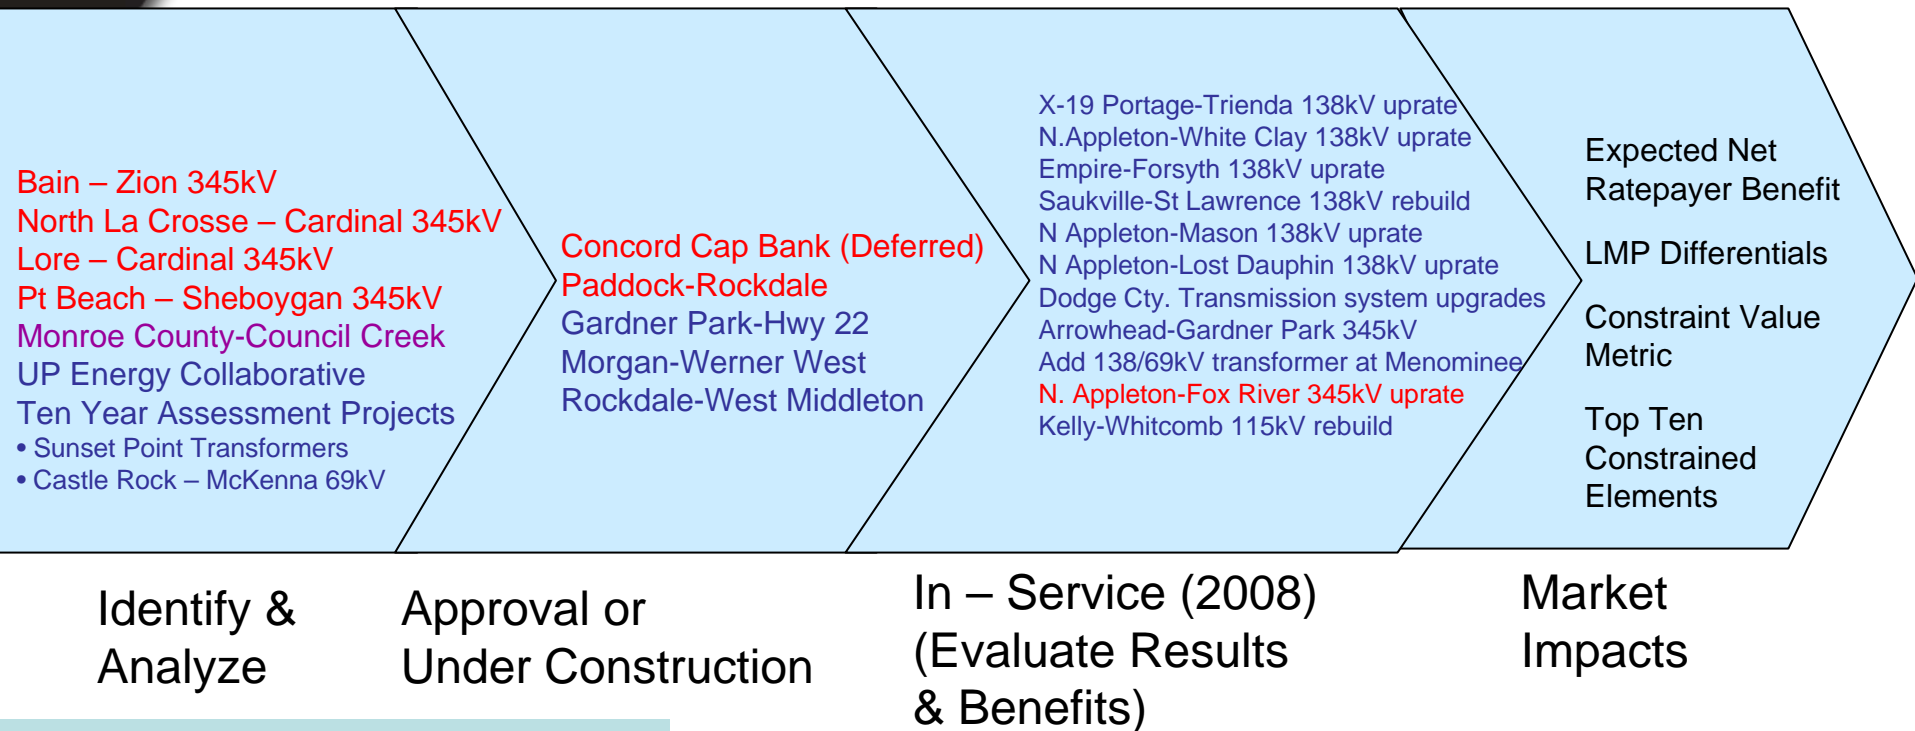 Bain – Zion 345kV
North La Crosse – Cardinal 345kV
Lore – Cardinal 345kV
Pt Beach – Sheboygan 345kV
Monroe County-Council Creek
UP Energy Collaborative
Ten Year Assessment Projects
• Sunset Point Transformers
• Castle Rock – McKenna 69kV
Concord Cap Bank (Deferred)
Paddock-Rockdale
Gardner Park-Hwy 22
Morgan-Werner West
Rockdale-West Middleton
X-19 Portage-Trienda 138kV uprate
N.Appleton-White Clay 138kV uprate
Empire-Forsyth 138kV uprate
Saukville-St Lawrence 138kV rebuild
N Appleton-Mason 138kV uprate
N Appleton-Lost Dauphin 138kV uprate
Dodge Cty. Transmission system upgrades
Arrowhead-Gardner Park 345kV
Add 138/69kV transformer at Menominee
N. Appleton-Fox River 345kV uprate
Kelly-Whitcomb 115kV rebuild
Expected Net
Ratepayer Benefit
LMP Differentials
Constraint Value
Metric
Top Ten
Constrained
Elements
Identify &
Analyze
Approval or
Under Construction
In – Service (2008)
(Evaluate Results
& Benefits)
Market
Impacts